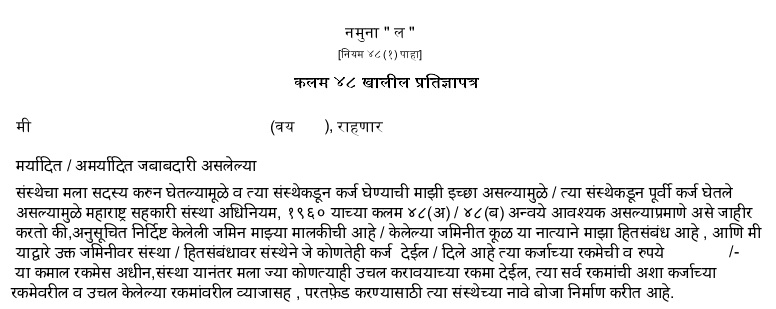 नमुना " ल "
[नियम ४८ (१) पाहा]
कलम ४८ खालील प्रतिज्ञापत्र
मी (वय ), राहणार
मर्यादित / अमर्यादित जबाबदारी असलेल्या
संस्थेचा मला सदस्य करुन घेतल्यामूळे व त्या संस्थेकडून कर्ज घेण्याची माझी इच्छा असल्यामुळे / त्या संस्थेकडून पूर्वी कर्ज घेतले
असल्यामुळे महाराष्ट्र सहकारी संस्था अधिनियम, १९६० याच्या कलम ४८(अ) / ४८(ब) अन्वये आवश्यक असल्याप्रमाणे असे जाहीर
करतो की,अनुसूचित निर्दिष्ट केलेली जमिन माझ्या मालकीची आहे / केलेल्या जमिनीत कूळ या नात्याने माझा हितसंबंध आहे , आणि मी
याद्वारे उक्त जमिनीवर संस्था / हितसंबंधावर संस्थेने जे कोणतेही कर्ज देईल / दिले आहे त्या कर्जाच्या रकमेची व रुपये /-
या कमाल रकमेस अधीन,संस्था यानंतर मला ज्या कोणत्याही उचल करावयाच्या रकमा देईल, त्या सर्व रकमांची अशा कर्जाच्या
रकमेवरील व उचल केलेल्या रकमांवरील व्याजासह , परतफ़ेड करण्यासाठी त्या संस्थेच्या नावे बोजा निर्माण करीत आहे.